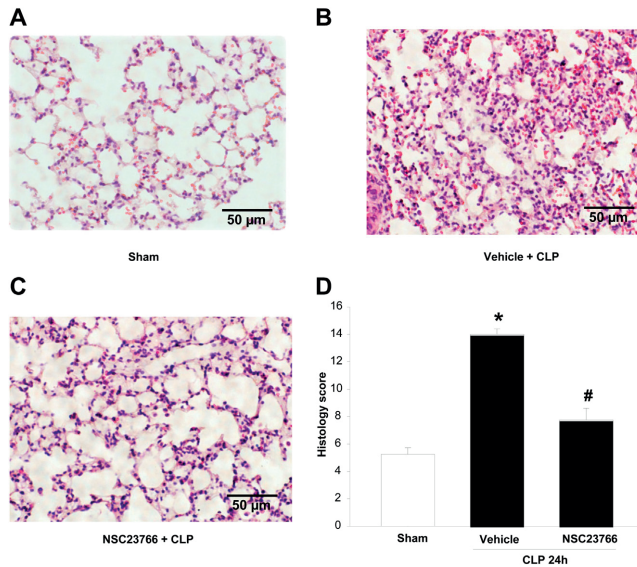 A
50 µm
Sham
B
50 µm
Vehicle + CLP
C
50 µm
NSC23766 + CLP
D
Histology score
16
14
12
10
8
6
4
2
0
*
#
Sham
Vehicle
NSC23766
CLP 24h